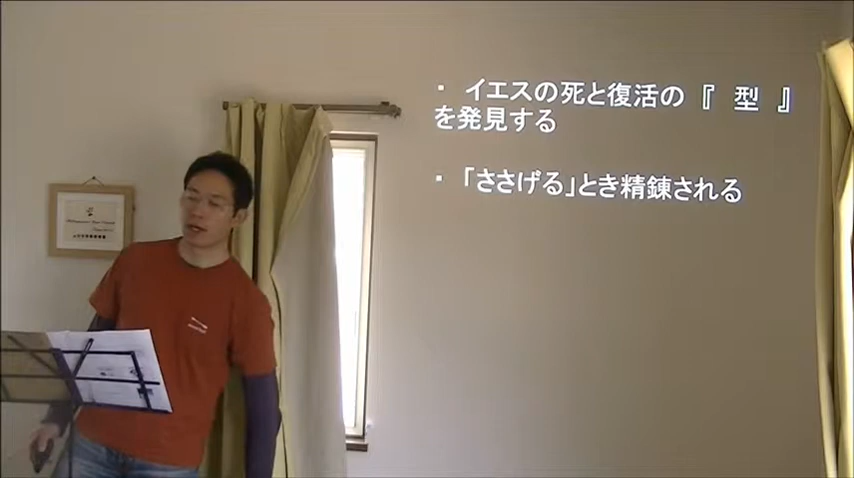 ・ イエスの死と復活の『 型 』
を発見する
・「ささげる」とき精錬される